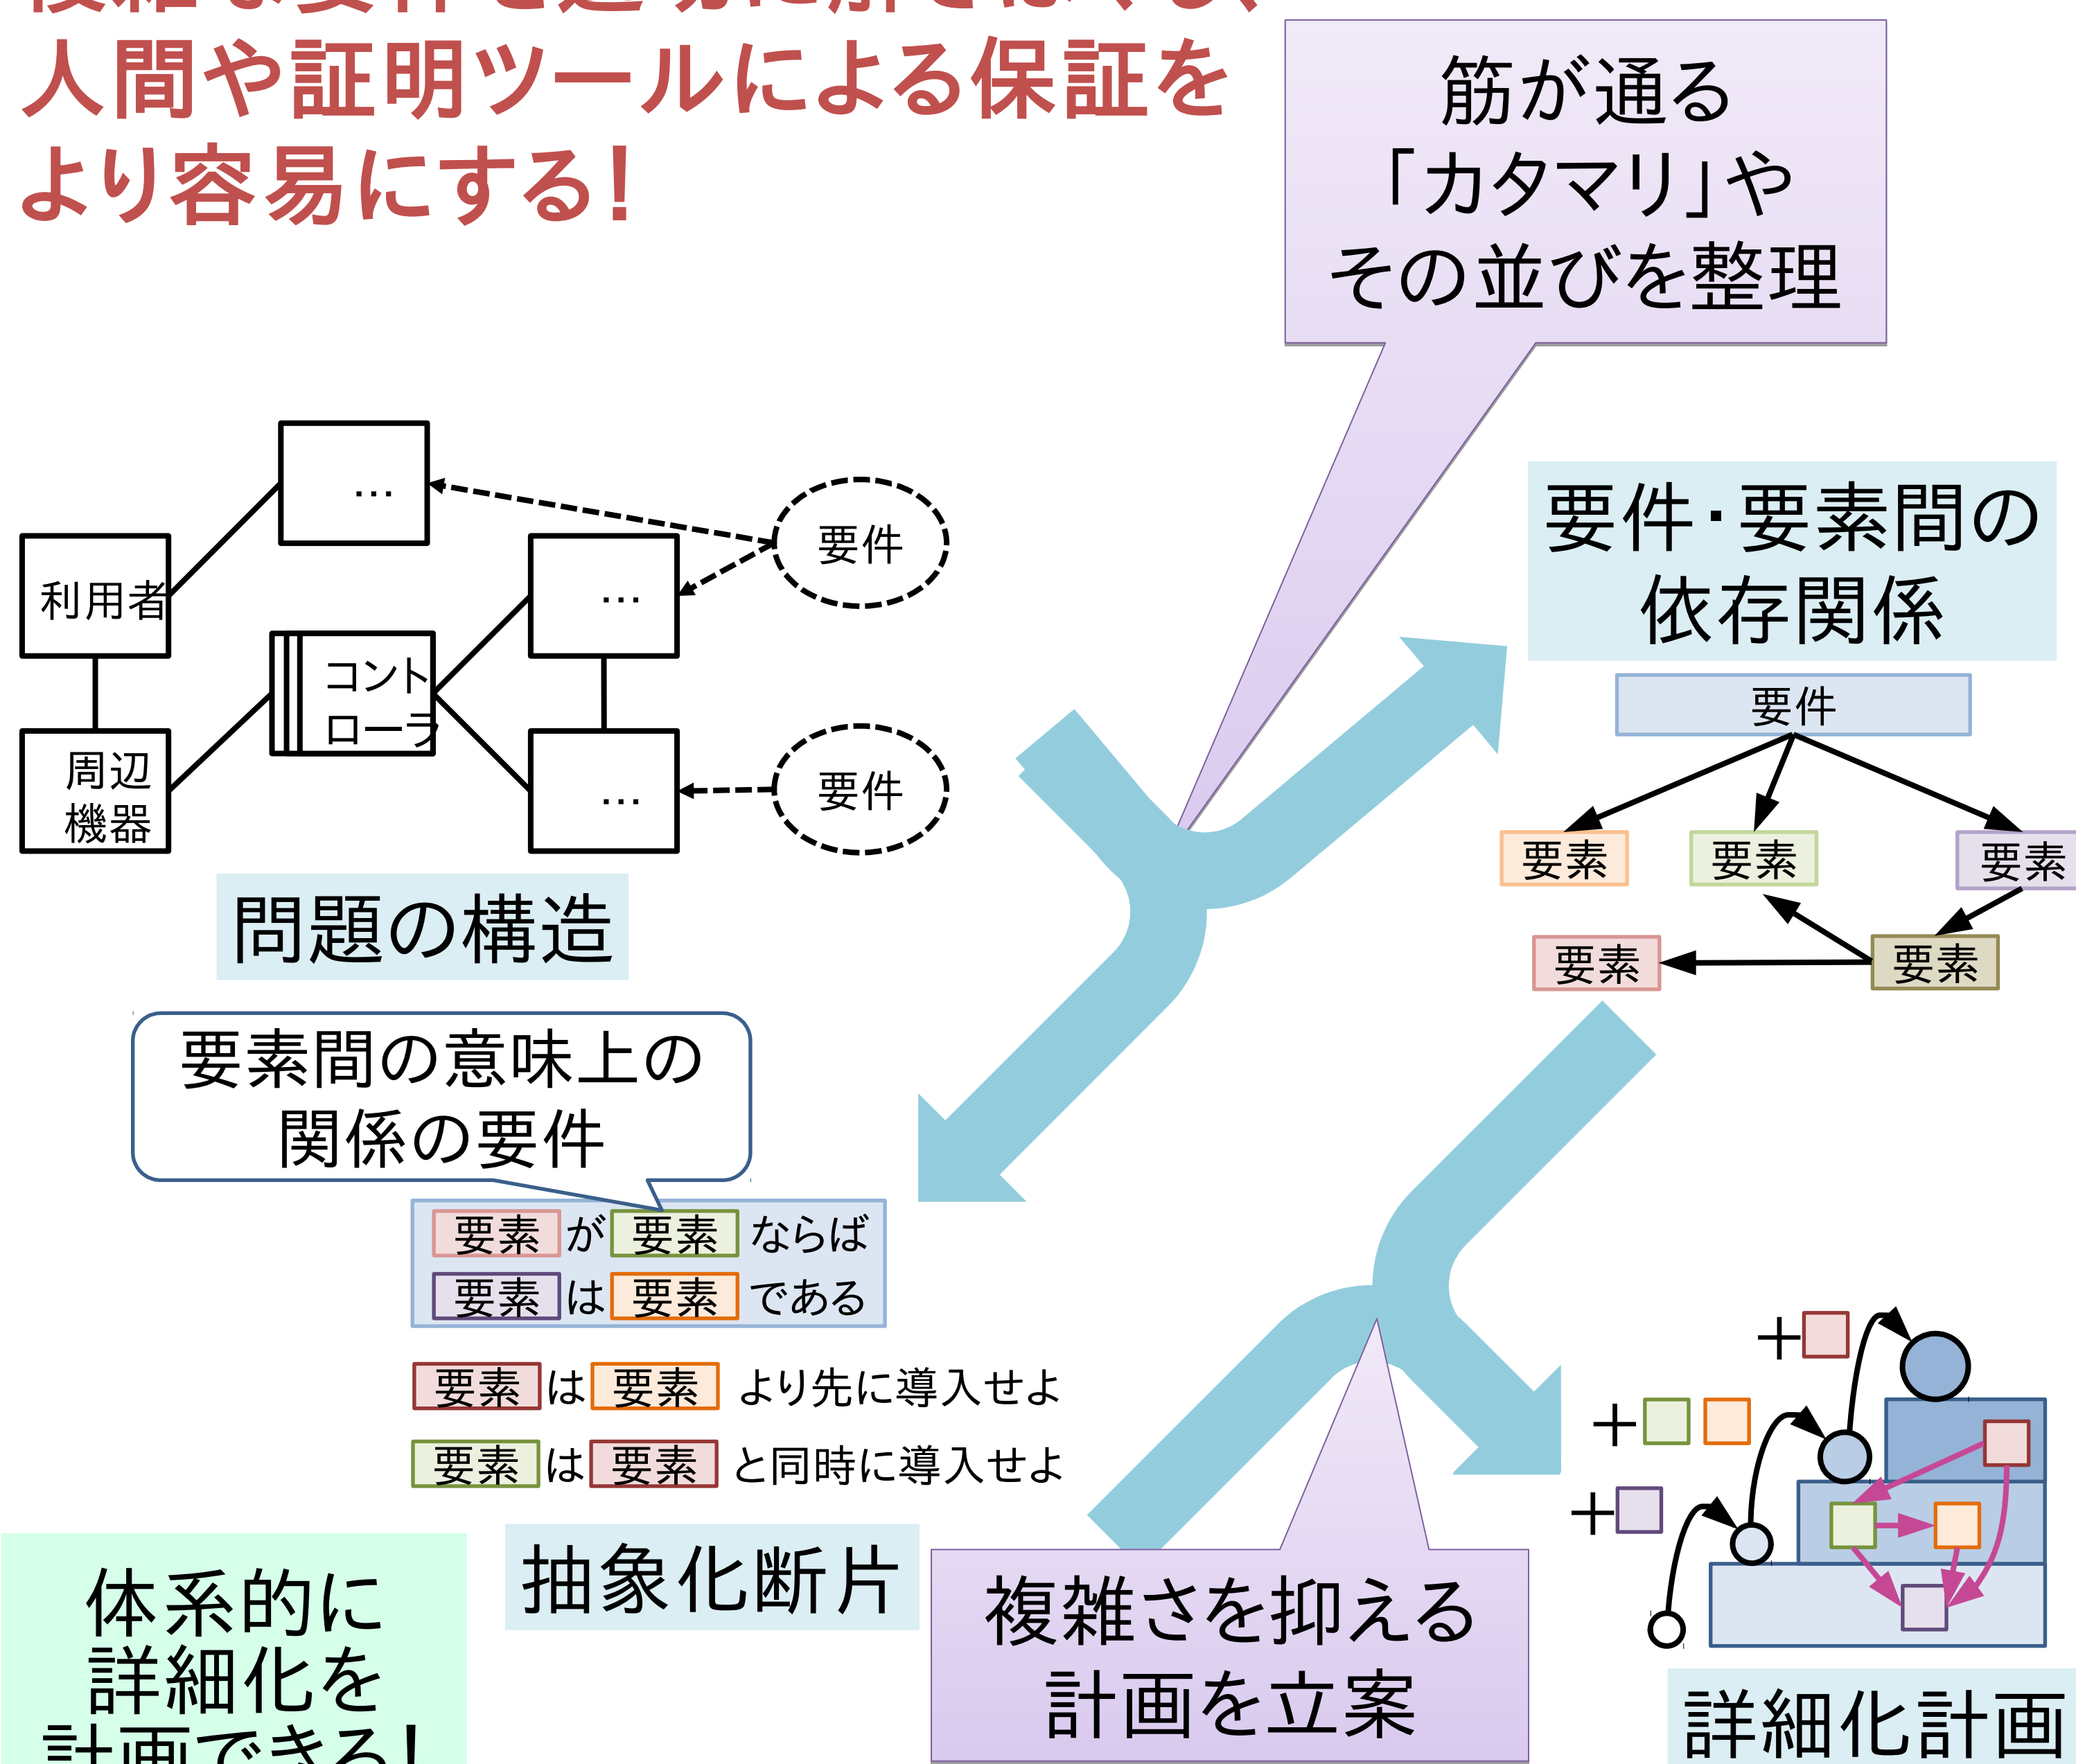 人間や証明ツールによる保証を
より容易にする!
筋が通る
「カタマリ」や
その並びを整理
…
要件
利用者
…
コント
ローラ
周辺
機器
…
要件
問題の構造
要件・要素間の
依存関係
要件
要素
要素
要素
要素
要素
要素間の意味上の
関係の要件
要素 が 要素 ならば
要素 は 要素 である
要素 は 要素 より先に導入せよ
要素 は 要素 と同時に導入せよ
抽象化断片
体系的に
詳細化を
計画できる!
複雑さを抑える
計画を立案
+
+
+
詳細化計画